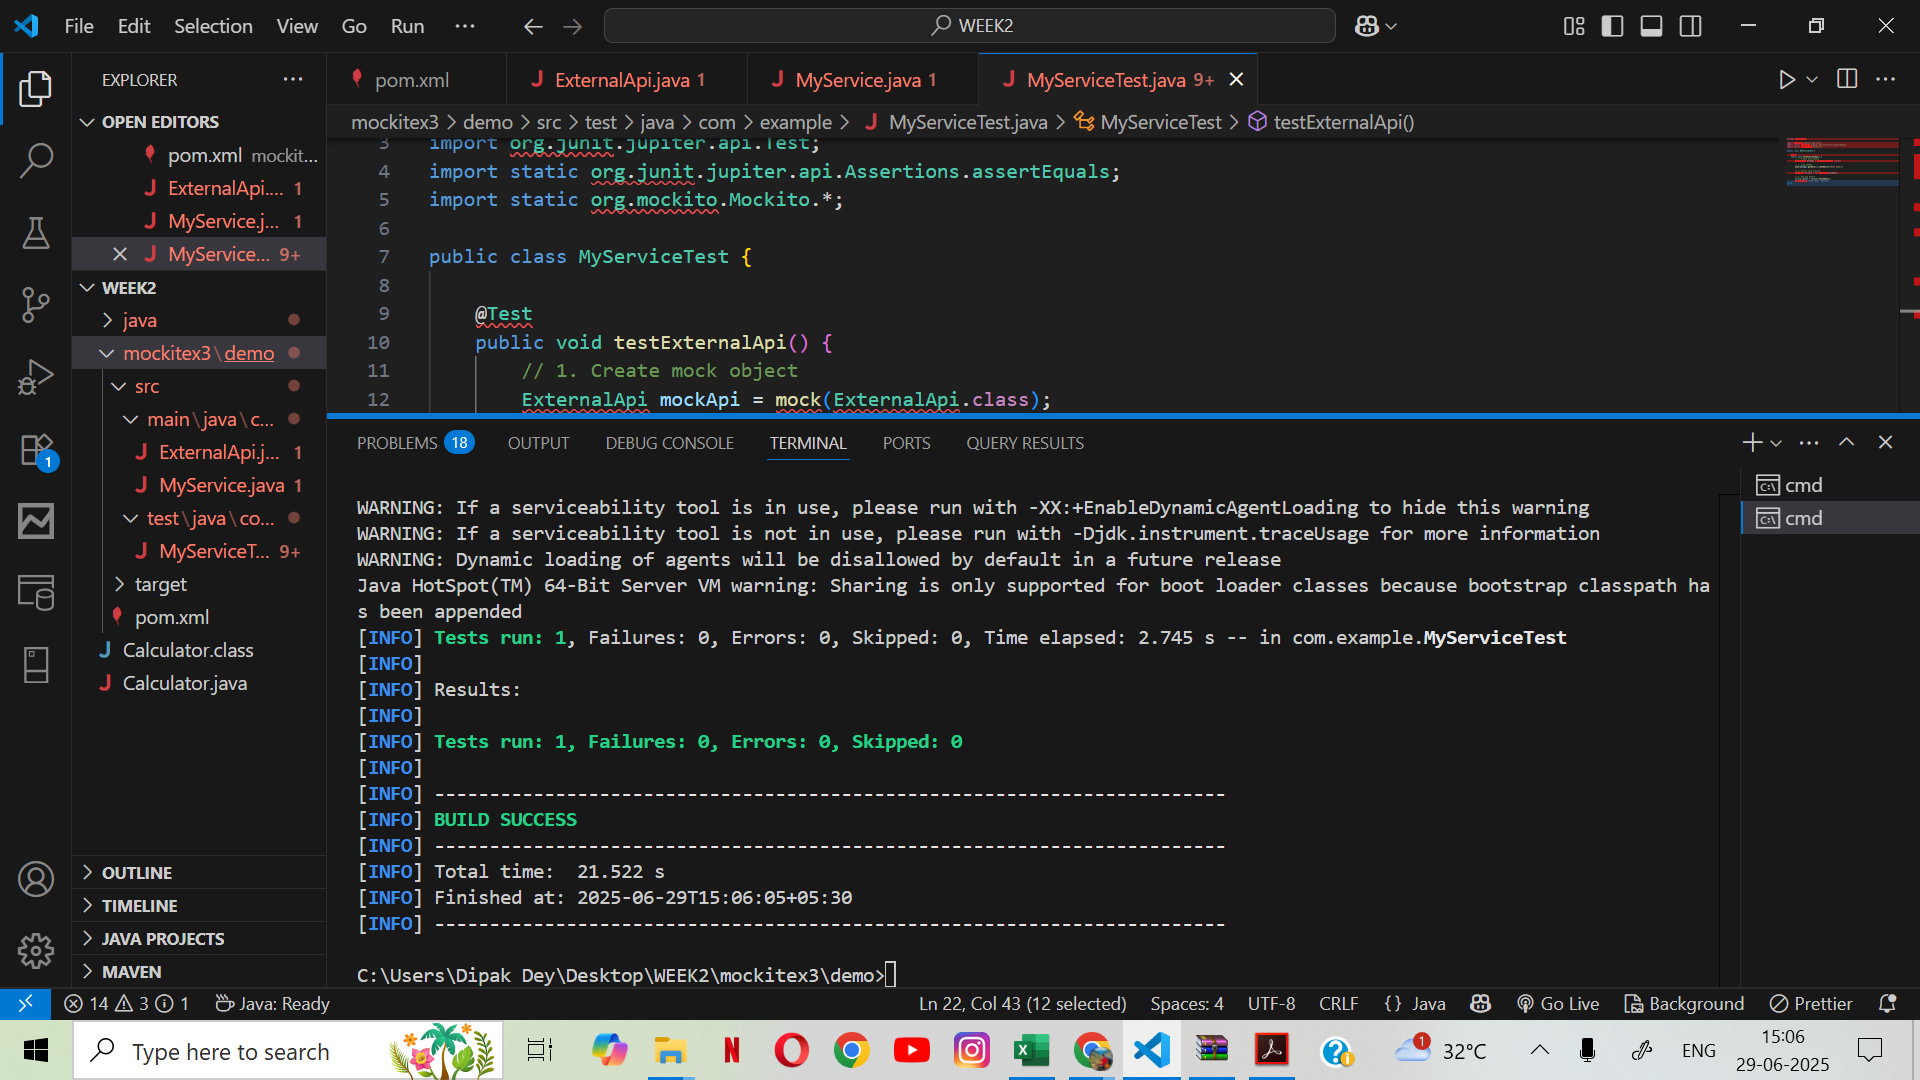 File Edit Selection View Go Run ···
WEEK2
EXPLORER ···
OPEN EDITORS
pom.xml mockit...
ExternalApi.... 1
MyService.j... 1
MyService... 9+
WEEK2
java
mockitex3\demo
src
main\java\c...
ExternalApi.j... 1
MyService.java 1
test\java\co...
MyServiceT... 9+
target
pom.xml
Calculator.class
Calculator.java
OUTLINE
TIMELINE
JAVA PROJECTS
MAVEN
1
pom.xml ExternalApi.java 1 MyService.java 1 MyServiceTest.java 9+
mockitex3 > demo > src > test > java > com > example > MyServiceTest.java > MyServiceTest > testExternalApi()
3 import org.junit.jupiter.api.Test;
4 import static org.junit.jupiter.api.Assertions.assertEquals;
5 import static org.mockito.Mockito.*;
6
7 public class MyServiceTest {
8
9 @Test
10 public void testExternalApi() {
11 // 1. Create mock object
12 ExternalApi mockApi = mock(ExternalApi.class);
PROBLEMS 18 OUTPUT DEBUG CONSOLE TERMINAL PORTS QUERY RESULTS
cmd
cmd
WARNING: If a serviceability tool is in use, please run with -XX:+EnableDynamicAgentLoading to hide this warning
WARNING: If a serviceability tool is not in use, please run with -Djdk.instrument.traceUsage for more information
WARNING: Dynamic loading of agents will be disallowed by default in a future release
Java HotSpot(TM) 64-Bit Server VM warning: Sharing is only supported for boot loader classes because bootstrap classpath ha
s been appended
[INFO] Tests run: 1, Failures: 0, Errors: 0, Skipped: 0, Time elapsed: 2.745 s -- in com.example.MyServiceTest
[INFO]
[INFO] Results:
[INFO]
[INFO] Tests run: 1, Failures: 0, Errors: 0, Skipped: 0
[INFO]
[INFO] ------------------------------------------------------------------------
[INFO] BUILD SUCCESS
[INFO] ------------------------------------------------------------------------
[INFO] Total time:  21.522 s
[INFO] Finished at: 2025-06-29T15:06:05+05:30
[INFO] ------------------------------------------------------------------------
C:\Users\Dipak Dey\Desktop\WEEK2\mockitex3\demo>
14 3 1 Java: Ready Ln 22, Col 43 (12 selected) Spaces: 4 UTF-8 CRLF {} Java Go Live Background Prettier
Type here to search 1 32°C ENG 15:06
29-06-2025